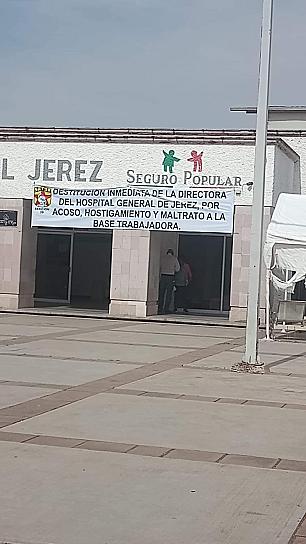 L JEREZ
SEGURO POPULAR
DESTITUCIÓN INMEDIATA DE LA DIRECTORA
DEL HOSPITAL GENERAL DE JEREZ, POR
ACOSO, HOSTIGAMIENTO Y MALTRATO A LA
BASE TRABAJADORA.